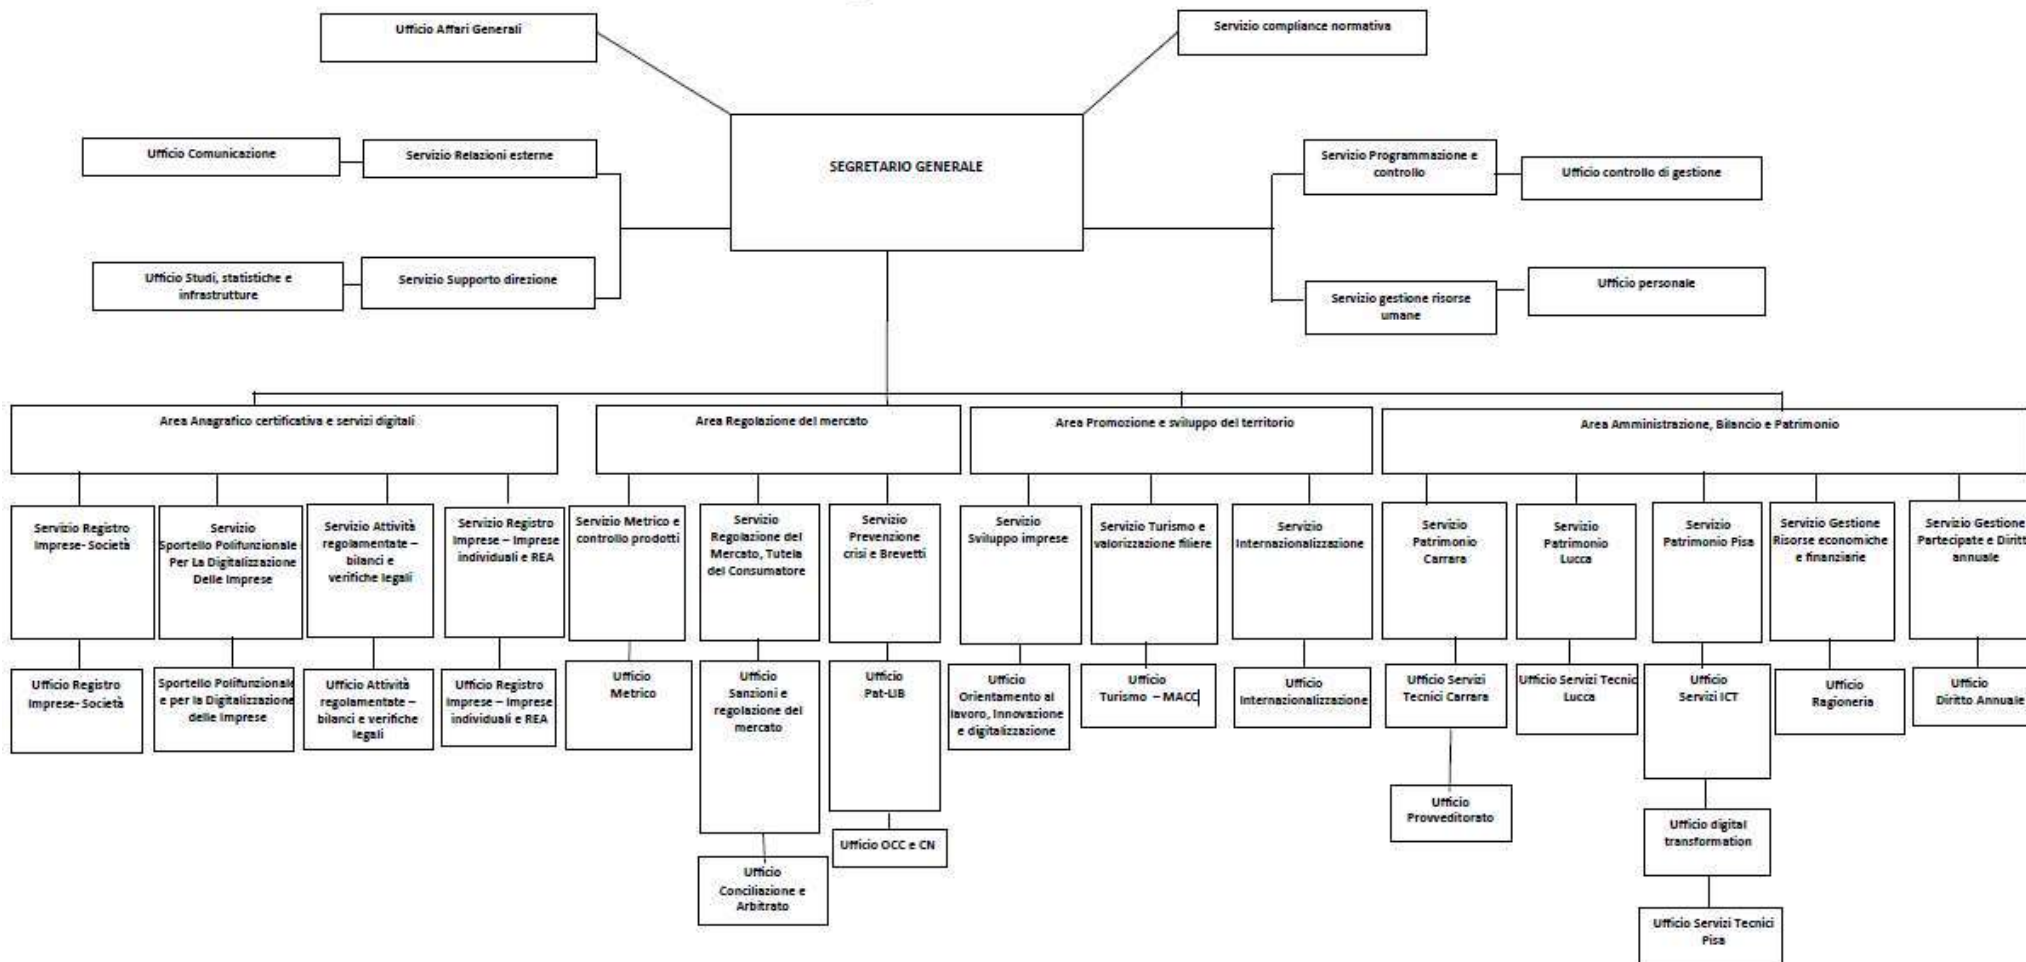 Ufficio Affari Generali
Servizio compliance normativa
SEGRETARIO GENERALE
Ufficio Comunicazione
Servizio Relazioni esterne
Servizio Programmazione e
controllo
Ufficio controllo di gestione
Ufficio Studi, statistiche e
infrastrutture
Servizio Supporto direzione
Servizio gestione risorse
umane
Ufficio personale
Area Anagrafico certificativa e servizi digitali
Area Regolazione del mercato
Area Promozione e sviluppo del territorio
Area Amministrazione, Bilancio e Patrimonio
Servizio Registro
Imprese- Società
Servizio
Sportello Polifunzionale
Per La Digitalizzazione
Delle Imprese
Servizio Attività
regolamentate –
bilanci e
verifiche legali
Servizio Registro
Imprese – Imprese
individuali e REA
Servizio Metrico e
controllo prodotti
Servizio
Regolazione del
Mercato, Tutela
del Consumatore
Servizio
Prevenzione
crisi e Brevetti
Servizio
Sviluppo imprese
Servizio Turismo e
valorizzazione filiere
Servizio
Internazionalizzazione
Servizio
Patrimonio
Carrara
Servizio
Patrimonio
Lucca
Servizio
Patrimonio Pisa
Servizio Gestione
Risorse economiche
e finanziarie
Servizio Gestione
Partecipate e Diritt
annuale
Ufficio Registro
Imprese- Società
Sportello Polifunzionale
e per la Digitalizzazione
delle Imprese
Ufficio Attività
regolamentate –
bilanci e verifiche
legali
Ufficio Registro
Imprese – Imprese
individuali e REA
Ufficio
Metrico
Ufficio
Sanzioni e
regolazione del
mercato
Ufficio
Pat-LIB
Ufficio
Orientamento al
lavoro, Innovazione
e digitalizzazione
Ufficio
Turismo – MACC
Ufficio
Internazionalizzazione
Ufficio Servizi
Tecnici Carrara
Ufficio Servizi Tecnic
Lucca
Ufficio
Servizi ICT
Ufficio
Ragioneria
Ufficio
Diritto Annuale
Ufficio
Conciliazione e
Arbitrato
Ufficio OCC e CN
Ufficio
Provveditorato
Ufficio digital
transformation
Ufficio Servizi Tecnici
Pisa